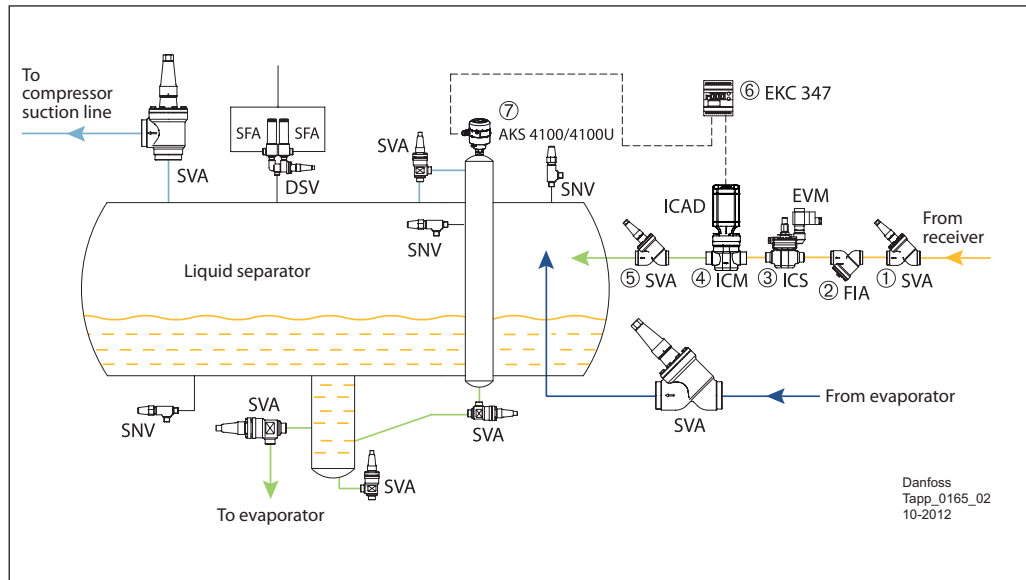 To
compressor
suction line
SVA
SFA
SFA
DSV
SVA
⑦
AKS 4100/4100U
SNV
SNV
⑥ EKC 347
ICAD
EVM
From
receiver
⑤ SVA
④ ICM
③ ICS
② FIA
① SVA
Liquid separator
From evaporator
SVA
SNV
SVA
SVA
SVA
To evaporator
Danfoss
Tapp_0165_02
10-2012